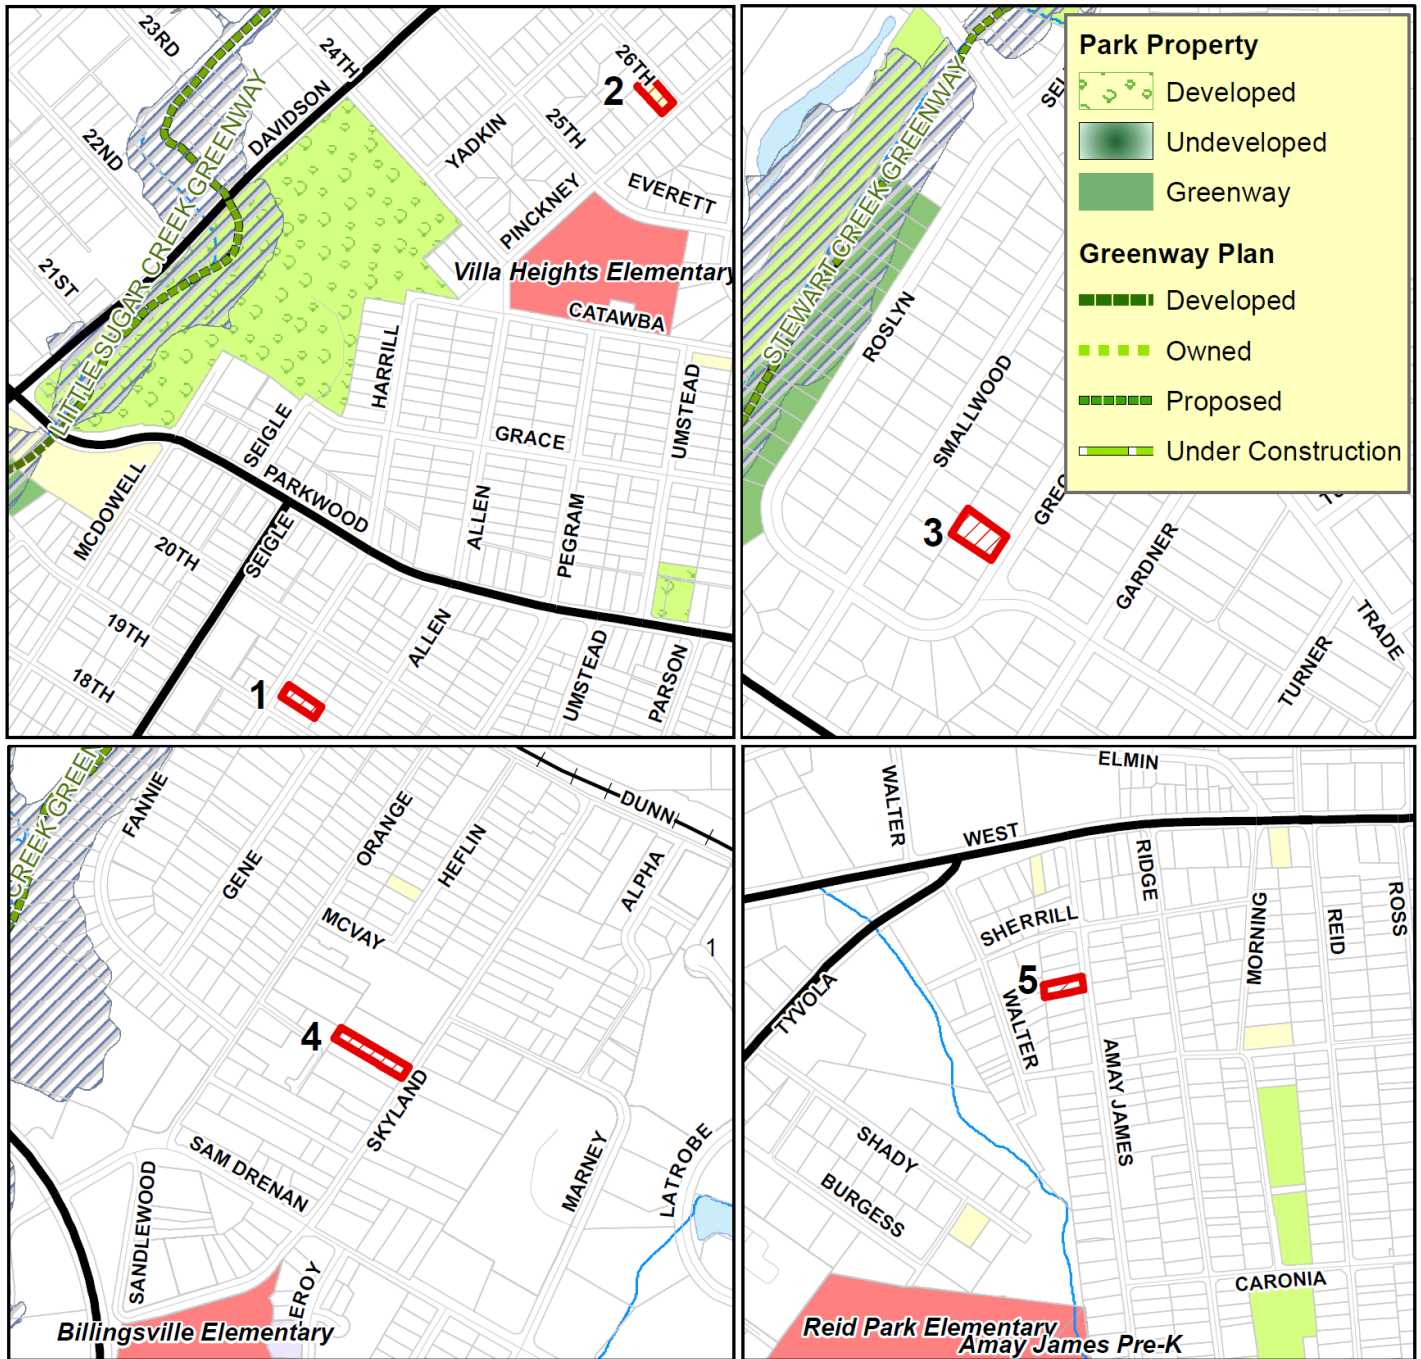 23RD
24TH
26TH
2
22ND
DAVIDSON
YADKIN
25TH
LITTLE SUGAR CREEK GREENWAY
PINCKNEY
EVERETT
21ST
Villa Heights Elementary
CATAWBA
HARRILL
UMSTEAD
SEIGLE
GRACE
MCDOWELL
PARKWOOD
ALLEN
PEGRAM
20TH
SEIGLE
19TH
ALLEN
18TH
1
UMSTEAD
PARSON
STEWART CREEK GREENWAY
ROSLYN
SMALLWOOD
3
GARDNER
TRADE
TURNER
Park Property
Developed
Undeveloped
Greenway
Greenway Plan
Developed
Owned
Proposed
Under Construction
CREEK GREEN
FANNIE
DUNN
ORANGE
GENE
HEFLIN
ALPHA
MCVAY
1
4
SKYLAND
SAM DRENAN
MARNEY
LATROBE
SANDLEWOOD
EROY
Billingsville Elementary
ELMIN
WALTER
WEST
RIDGE
SHERRILL
MORNING
REID
ROSS
5
TYVOLA
WALTER
AMAY JAMES
SHADY
BURGESS
CARONIA
Reid Park Elementary
Amay James Pre-K